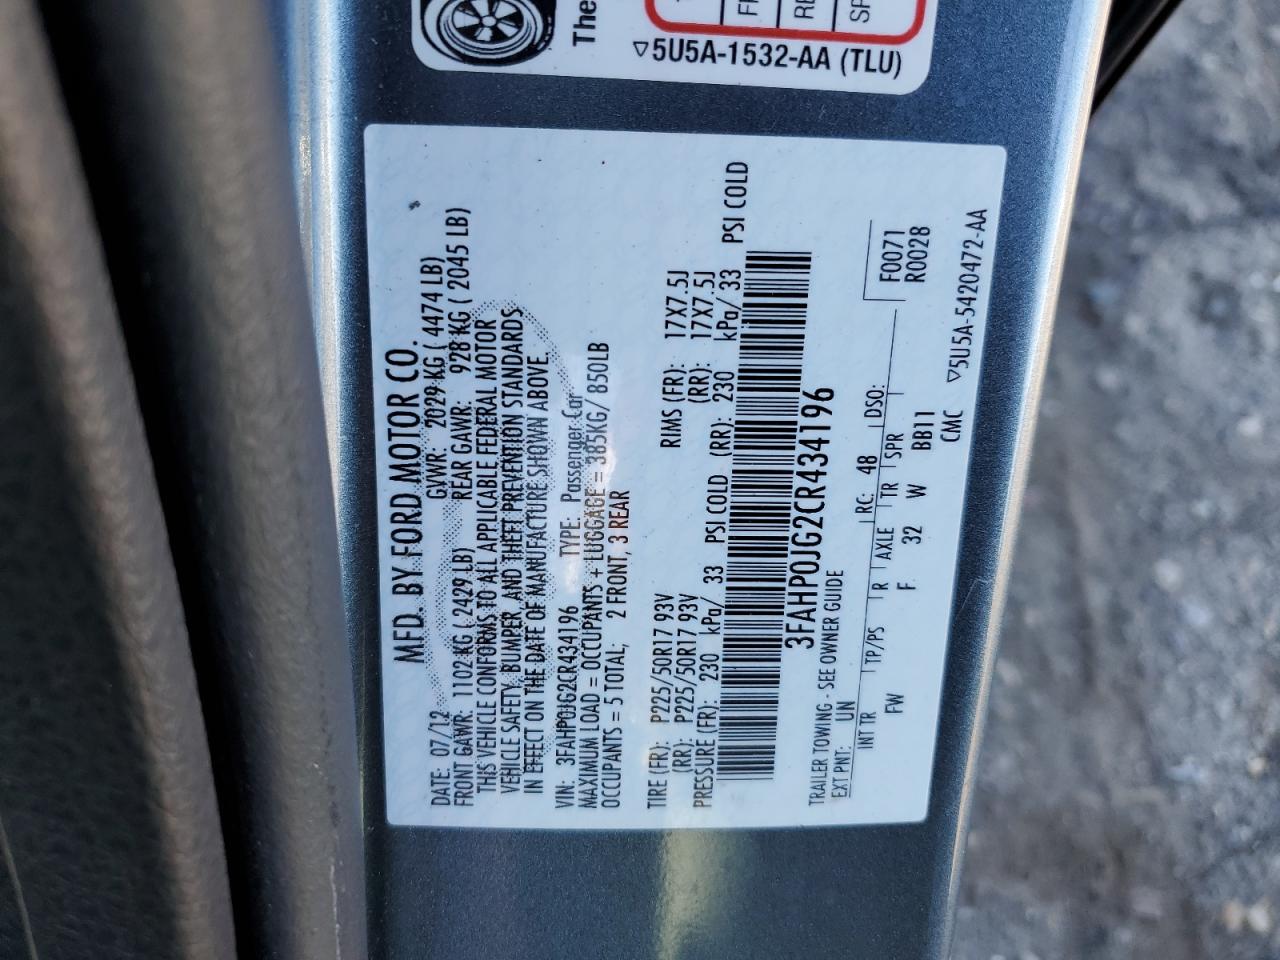 The
FR
RE
SP
▽5U5A-1532-AA (TLU)
MFD. BY FORD MOTOR CO.
DATE: 07/12 GVWR: 2029 KG ( 4474 LB)
FRONT GAWR: 1102 KG ( 2429 LB) REAR GAWR: 928 KG ( 2045 LB)
THIS VEHICLE CONFORMS TO ALL APPLICABLE FEDERAL MOTOR
VEHICLE SAFETY, BUMPER, AND THEFT PREVENTION STANDARDS
IN EFFECT ON THE DATE OF MANUFACTURE SHOWN ABOVE.
VIN: 3FAHP0JG2CR434196 TYPE: Passenger Car
MAXIMUM LOAD = OCCUPANTS + LUGGAGE = 385KG/ 850LB
OCCUPANTS = 5 TOTAL; 2 FRONT, 3 REAR
TIRE (FR): P225/50R17 93V RIMS (FR): 17X7.5J
(RR): P225/50R17 93V (RR): 17X7.5J
PRESSURE (FR): 230 kPa/ 33 PSI COLD (RR): 230 kPa/ 33 PSI COLD
3FAHP0JG2CR434196
TRAILER TOWING - SEE OWNER GUIDE
EXT PNT: UN RC: 48 DSO:
INT TR TP/PS R AXLE TR SPR F0071
FW F 32 W BB11 R0028
CMC ▽5U5A-5420472-AA